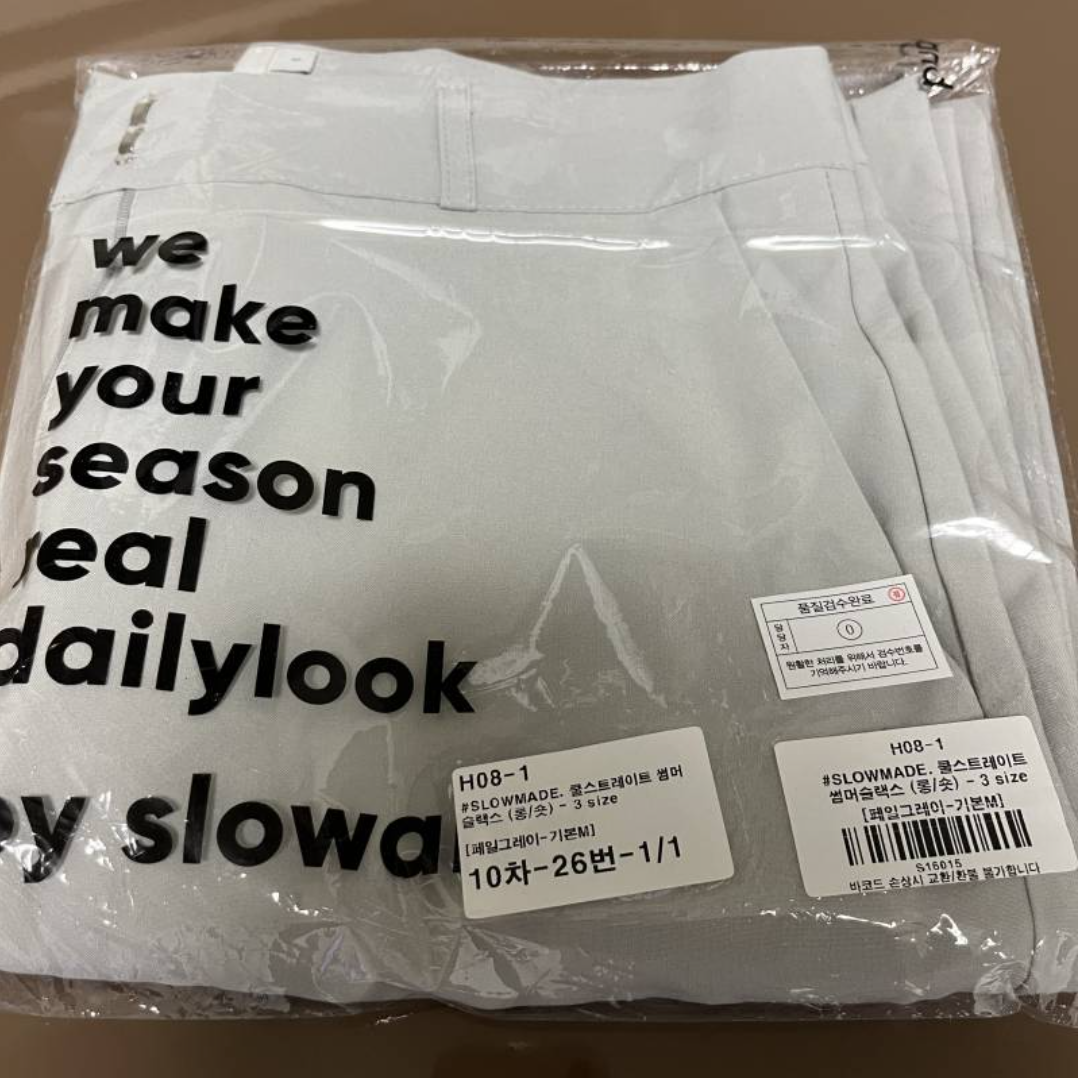 we
make
your
season
real
dailylook
slowa
품질검수완료
담당자
0
원활한 처리를 위해서 검수번호를
기억해주시기 바랍니다.
H08-1
#SLOWMADE. 쿨스트레이트 썸머
슬랙스 (롱/숏) - 3 size
[페일그레이-기본M]
10차-26번-1/1
H08-1
#SLOWMADE. 쿨스트레이트
썸머슬랙스 (롱/숏) - 3 size
[페일그레이-기본M]
S16015
바코드 손상시 교환/환불 불가합니다